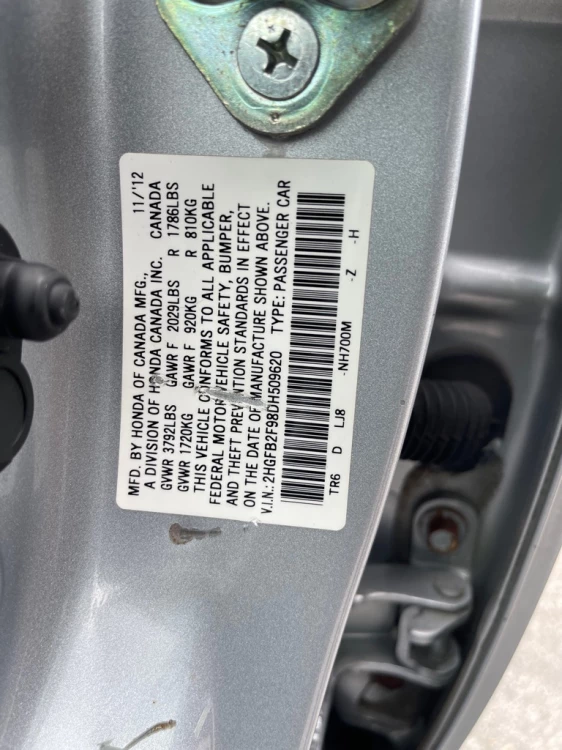 MFD. BY HONDA OF CANADA MFG., 11/'12
A DIVISION OF HONDA CANADA INC. CANADA
GVWR 3792LBS GAWR F 2029LBS R 1786LBS
GVWR 1720KG GAWR F 920KG R 810KG
THIS VEHICLE CONFORMS TO ALL APPLICABLE
FEDERAL MOTOR VEHICLE SAFETY, BUMPER,
AND THEFT PREVENTION STANDARDS IN EFFECT
ON THE DATE OF MANUFACTURE SHOWN ABOVE.
V.I.N.: 2HGFB2F98DH509620 TYPE: PASSENGER CAR
TR6 D LJ8 -NH700M -Z -H